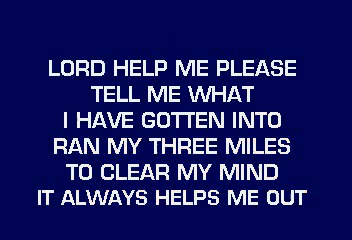 LORD HELP ME PLEASE
TELL ME WHAT
I HAVE GOTTEN INTO
RAN MY THREE MILES
TO CLEAR MY MIND
IT ALWAYS HELPS ME OUT